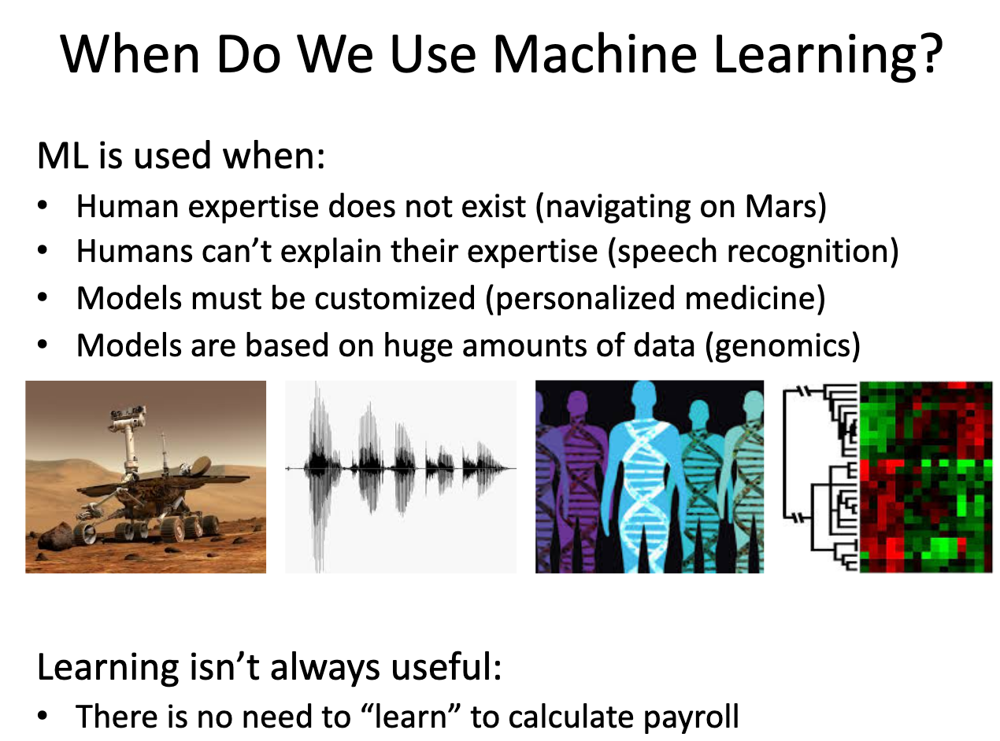 When Do We Use Machine Learning?
ML is used when:
• Human expertise does not exist (navigating on Mars)
• Humans can’t explain their expertise (speech recognition)
• Models must be customized (personalized medicine)
• Models are based on huge amounts of data (genomics)
Learning isn’t always useful:
• There is no need to “learn” to calculate payroll